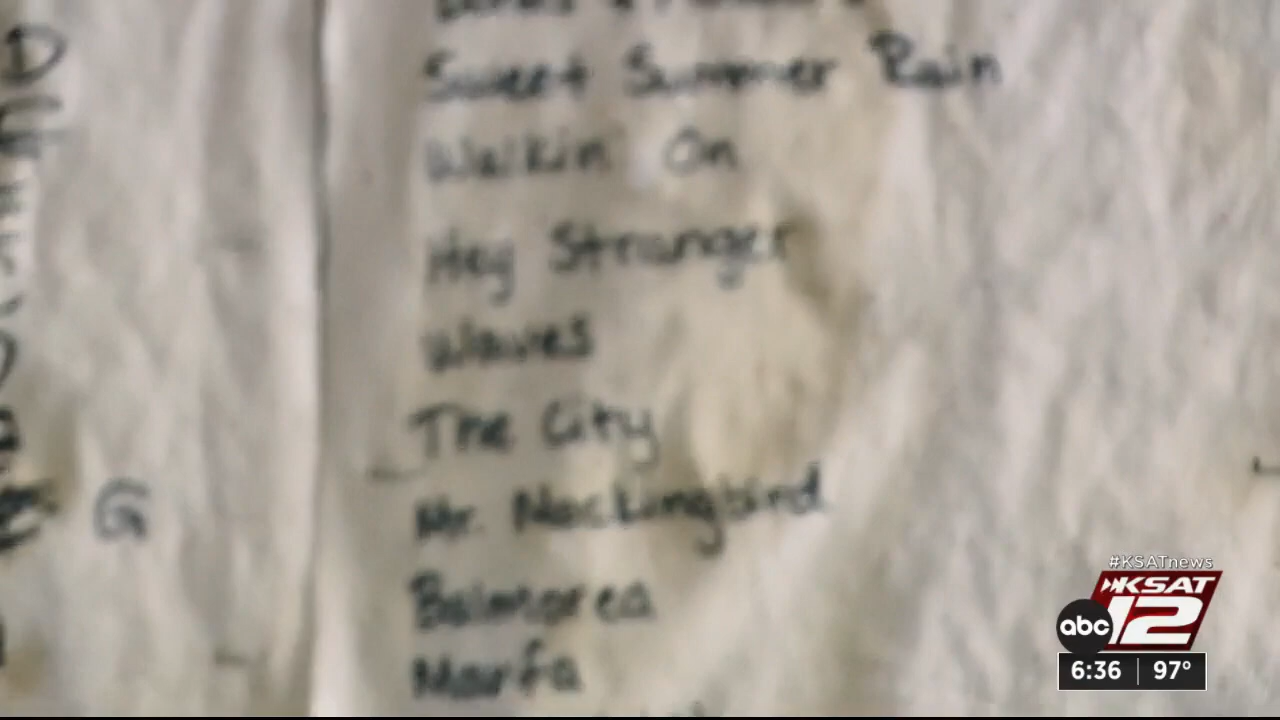 Sweet Summer Rain
Walkin On
Hey Stranger
Waves
The City
Mr. Mockingbird
G
Balmorea
Marfa
#KSATnews
KSAT
abc 12
6:36 97°